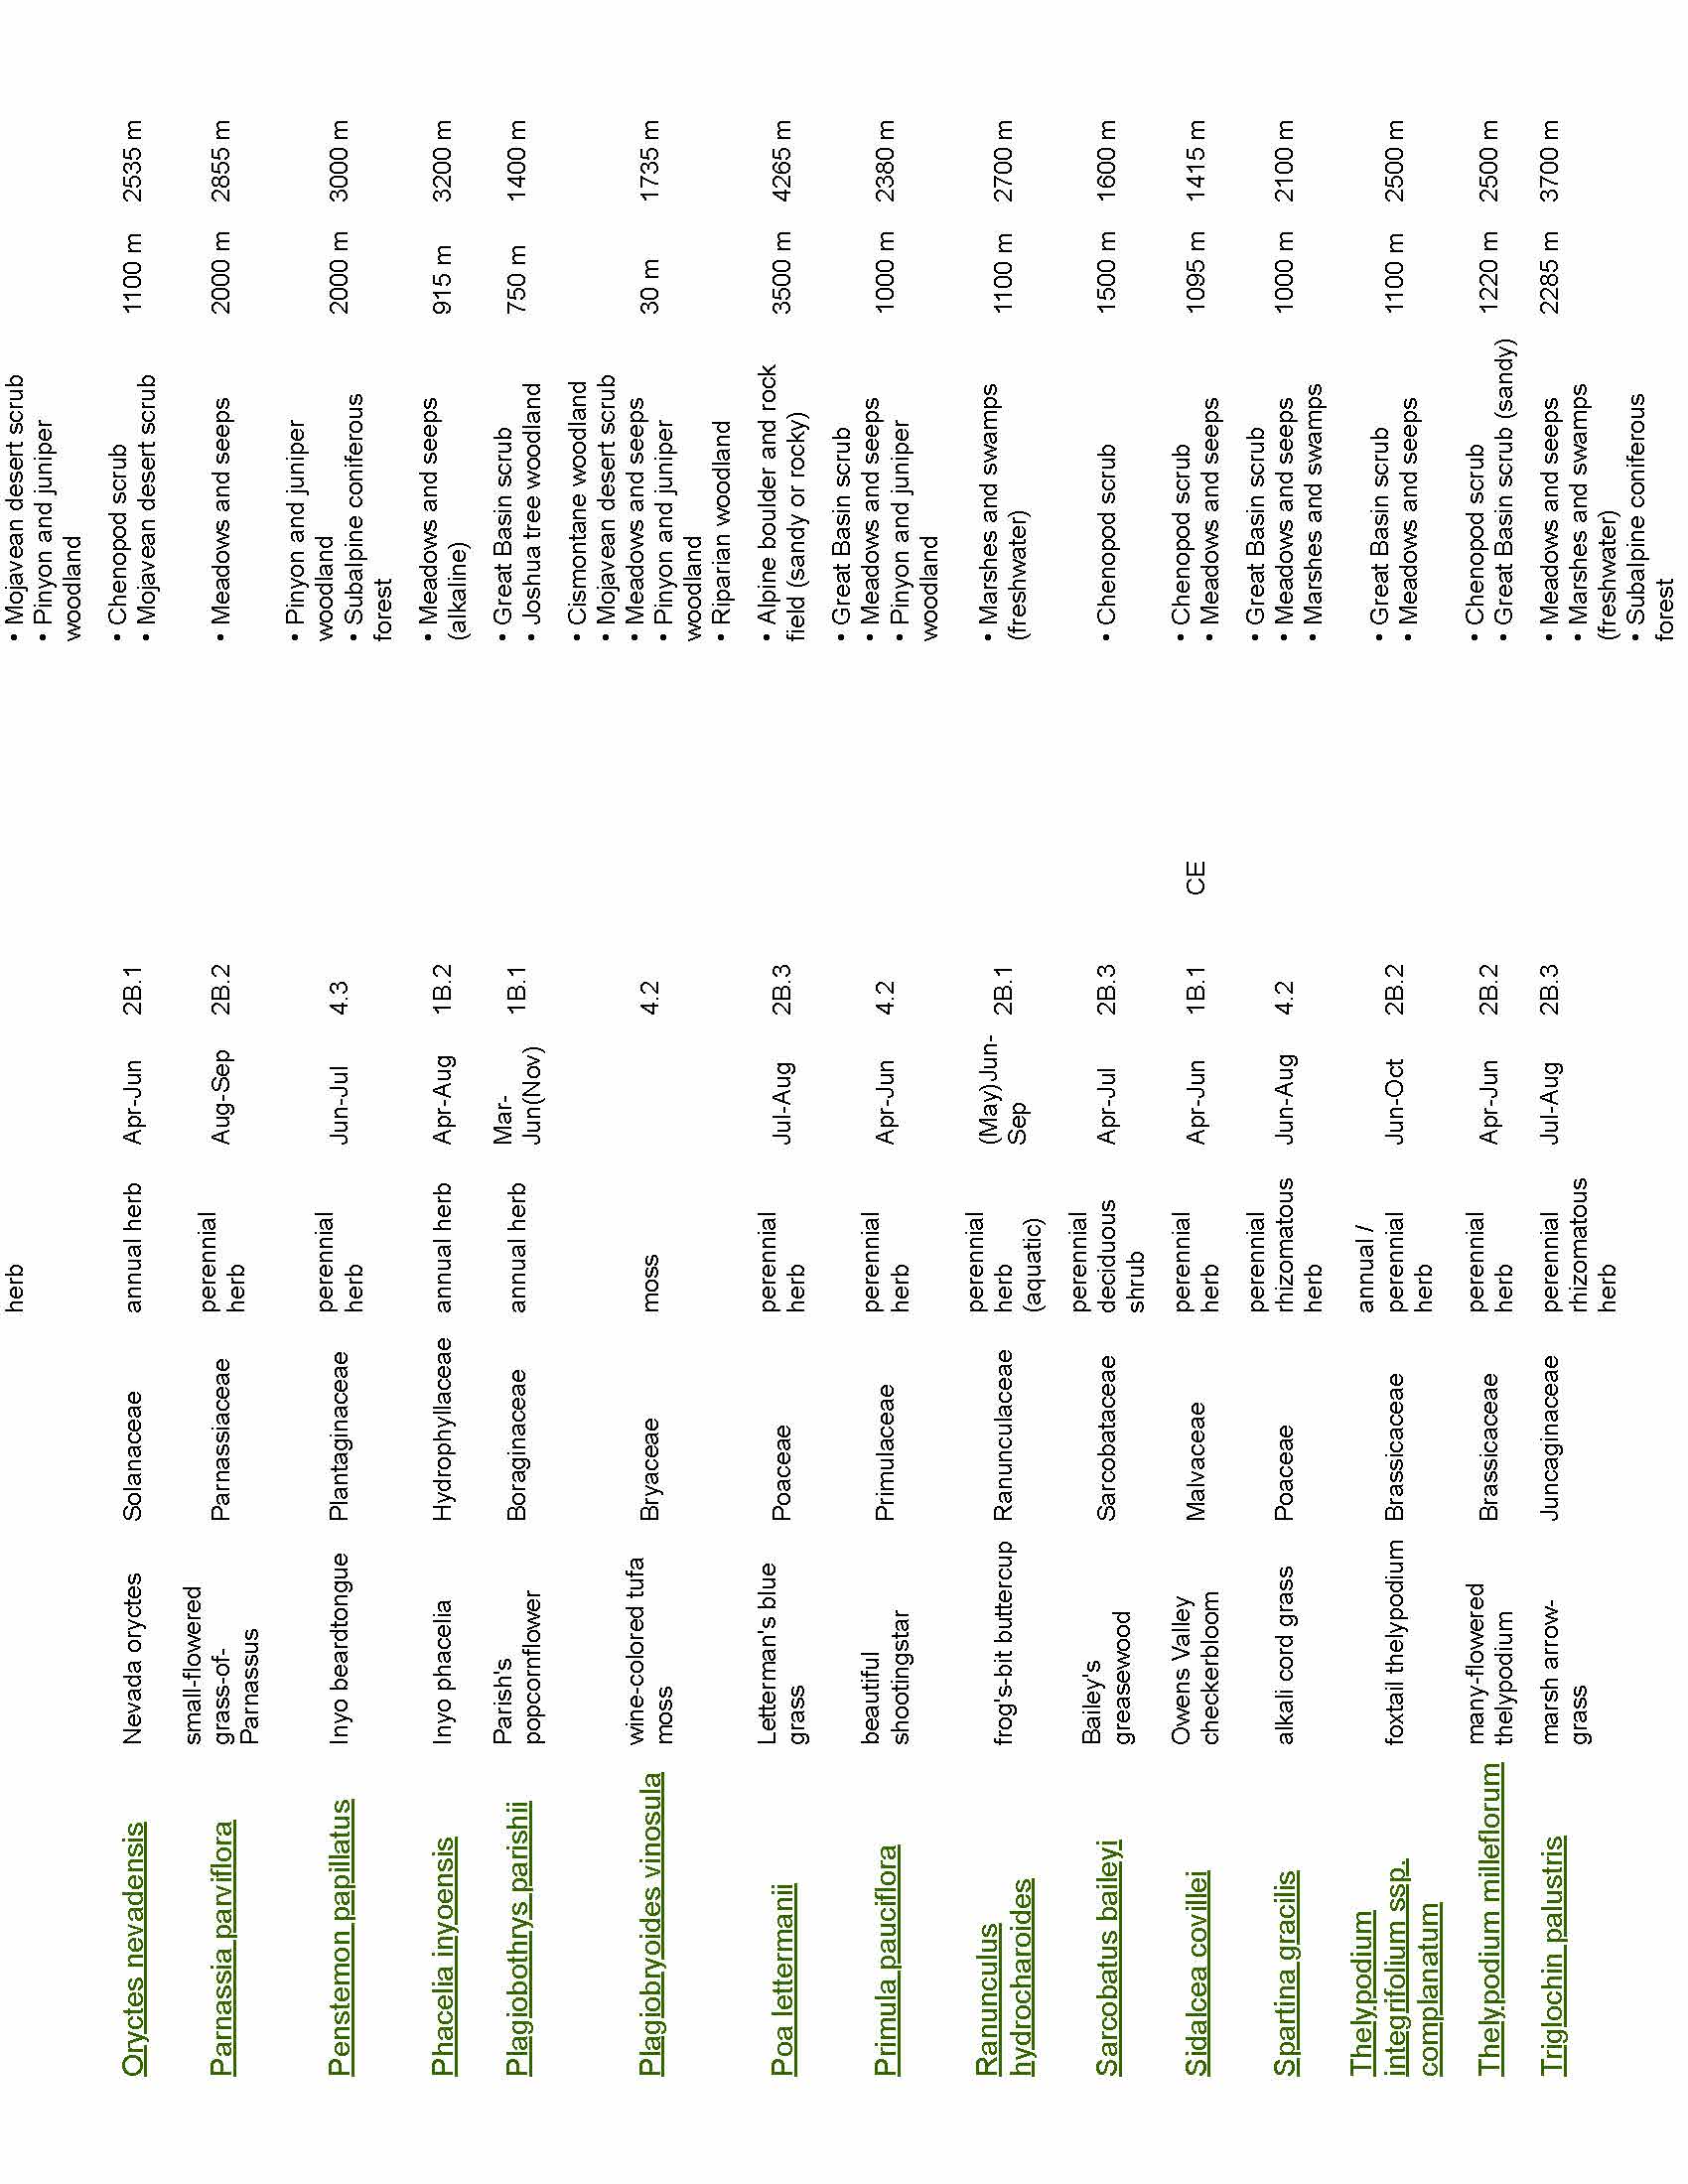 herb
• Mojavean desert scrub
• Pinyon and juniper
woodland
Oryctes nevadensis Nevada oryctes Solanaceae annual herb Apr-Jun 2B.1 • Chenopod scrub 1100 m 2535 m
• Mojavean desert scrub
Parnassia parviflora small-flowered Parnassiaceae perennial Aug-Sep 2B.2 • Meadows and seeps 2000 m 2855 m
grass-of- herb
Parnassus
Penstemon papillatus Inyo beardtongue Plantaginaceae perennial Jun-Jul 4.3 • Pinyon and juniper 2000 m 3000 m
herb woodland
• Subalpine coniferous
forest
Phacelia inyoensis Inyo phacelia Hydrophyllaceae annual herb Apr-Aug 1B.2 • Meadows and seeps 915 m 3200 m
(alkaline)
Plagiobothrys parishii Parish's Boraginaceae annual herb Mar- 1B.1 • Great Basin scrub 750 m 1400 m
popcornflower Jun(Nov) • Joshua tree woodland
Plagiobryoides vinosula wine-colored tufa Bryaceae moss 4.2 • Cismontane woodland 30 m 1735 m
moss • Mojavean desert scrub
• Meadows and seeps
• Pinyon and juniper
woodland
• Riparian woodland
Poa lettermanii Letterman's blue Poaceae perennial Jul-Aug 2B.3 • Alpine boulder and rock 3500 m 4265 m
grass herb field (sandy or rocky)
Primula pauciflora beautiful Primulaceae perennial Apr-Jun 4.2 • Great Basin scrub 1000 m 2380 m
shootingstar herb • Meadows and seeps
• Pinyon and juniper
woodland
Ranunculus frog's-bit buttercup Ranunculaceae perennial (May)Jun- 2B.1 • Marshes and swamps 1100 m 2700 m
hydrocharoides herb Sep (freshwater)
(aquatic)
Sarcobatus baileyi Bailey's Sarcobataceae perennial Apr-Jul 2B.3 • Chenopod scrub 1500 m 1600 m
greasewood deciduous
shrub
Sidalcea covillei Owens Valley Malvaceae perennial Apr-Jun 1B.1 CE • Chenopod scrub 1095 m 1415 m
checkerbloom herb • Meadows and seeps
Spartina gracilis alkali cord grass Poaceae perennial Jun-Aug 4.2 • Great Basin scrub 1000 m 2100 m
rhizomatous • Meadows and seeps
herb • Marshes and swamps
Thelypodium foxtail thelypodium Brassicaceae annual / Jun-Oct 2B.2 • Great Basin scrub 1100 m 2500 m
integrifolium ssp. perennial • Meadows and seeps
complanatum herb
Thelypodium milleflorum many-flowered Brassicaceae perennial Apr-Jun 2B.2 • Chenopod scrub 1220 m 2500 m
thelypodium herb • Great Basin scrub (sandy)
Triglochin palustris marsh arrow- Juncaginaceae perennial Jul-Aug 2B.3 • Meadows and seeps 2285 m 3700 m
grass rhizomatous • Marshes and swamps
herb (freshwater)
• Subalpine coniferous
forest